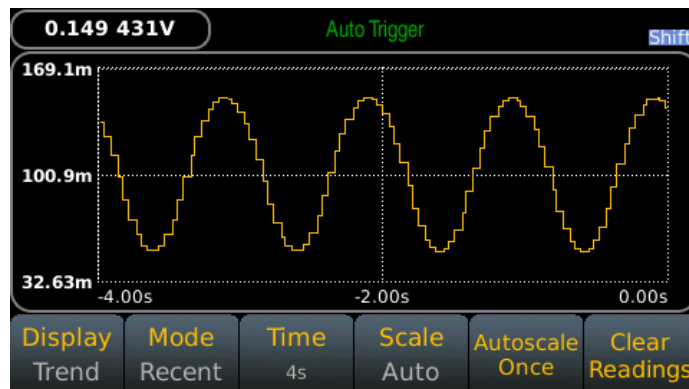 0.149 431V
Auto Trigger
Shift
169.1m
100.9m
32.63m
-4.00s
-2.00s
0.00s
Display
Trend
Mode
Recent
Time
4s
Scale
Auto
Autoscale
Once
Clear
Readings